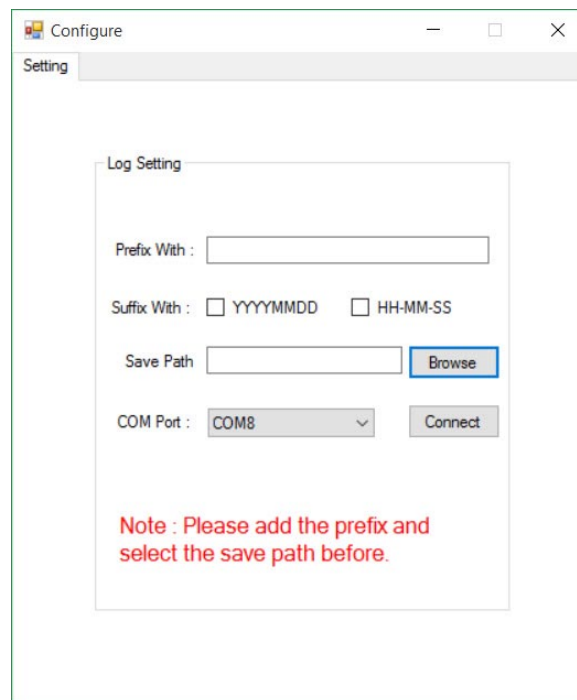 Configure
Setting
Log Setting
Prefix With :
Suffix With : YYYYMMDD HH-MM-SS
Save Path Browse
COM Port : COM8 Connect
Note : Please add the prefix and
select the save path before.